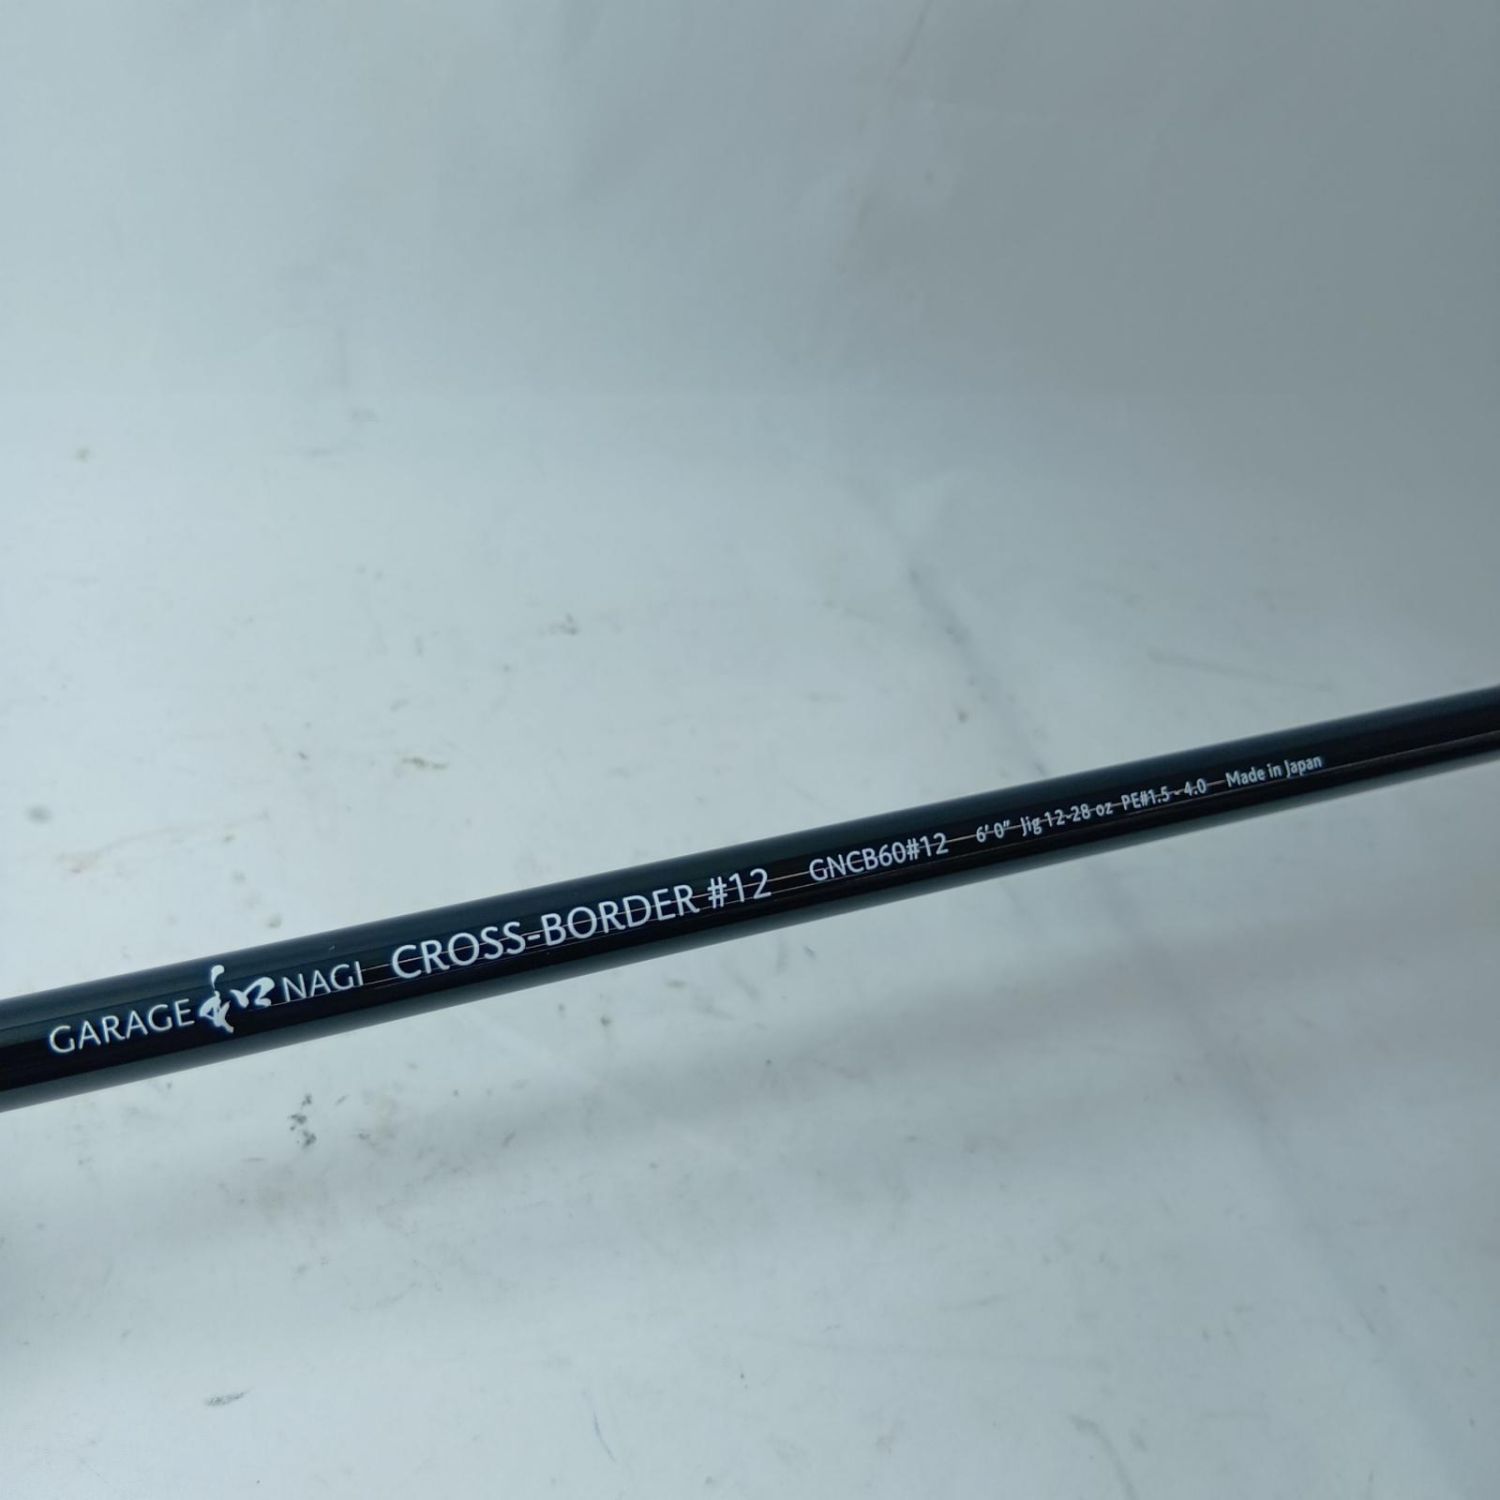 GARAGE 和 NAGI CROSS-BORDER #12 GNCB60#12 6'0" Jig 12-28 oz PE#1.5-4.0 Made in Japan